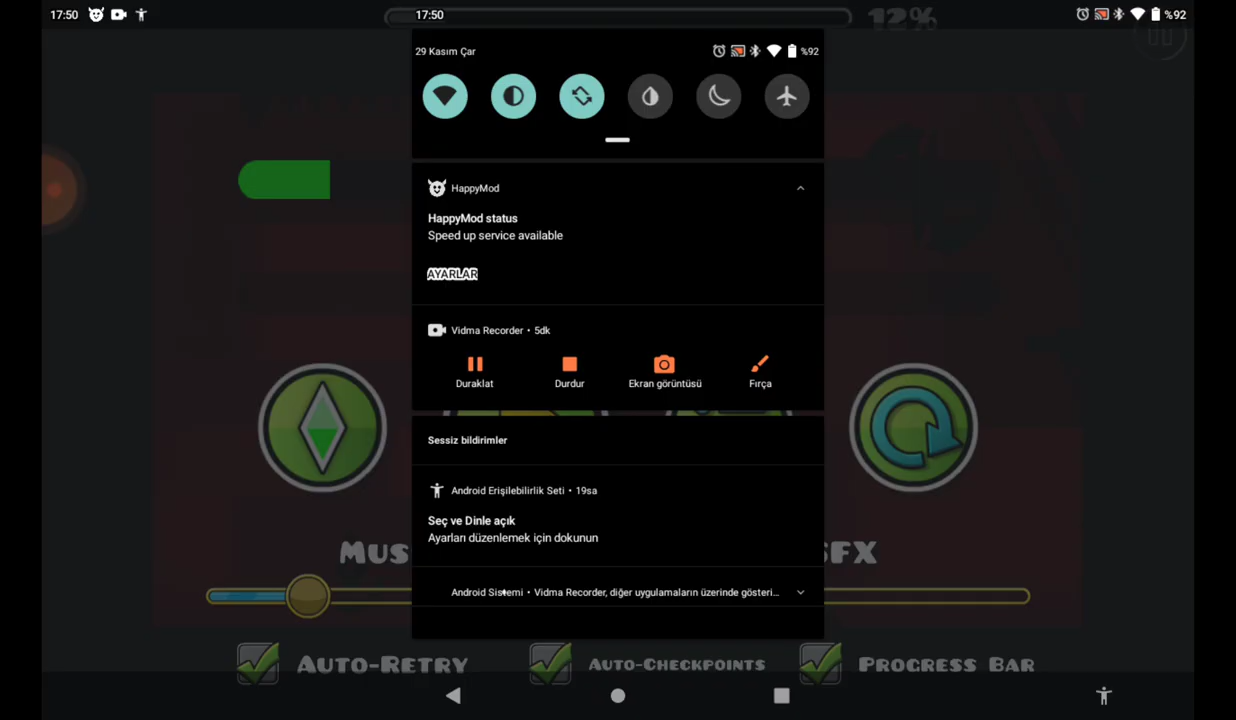 17:50
17:50
12%
%92
29 Kasım Çar
%92
HappyMod
HappyMod status
Speed up service available
AYARLAR
Vidma Recorder • 5dk
Duraklat
Durdur
Ekran görüntüsü
Fırça
Sessiz bildirimler
Android Erişilebilirlik Seti • 19sa
Seç ve Dinle açık
Ayarları düzenlemek için dokunun
Mus
SFX
Android Sistemi • Vidma Recorder, diğer uygulamaların üzerinde gösteri...
Auto-Retry
Auto-Checkpoints
Progress Bar